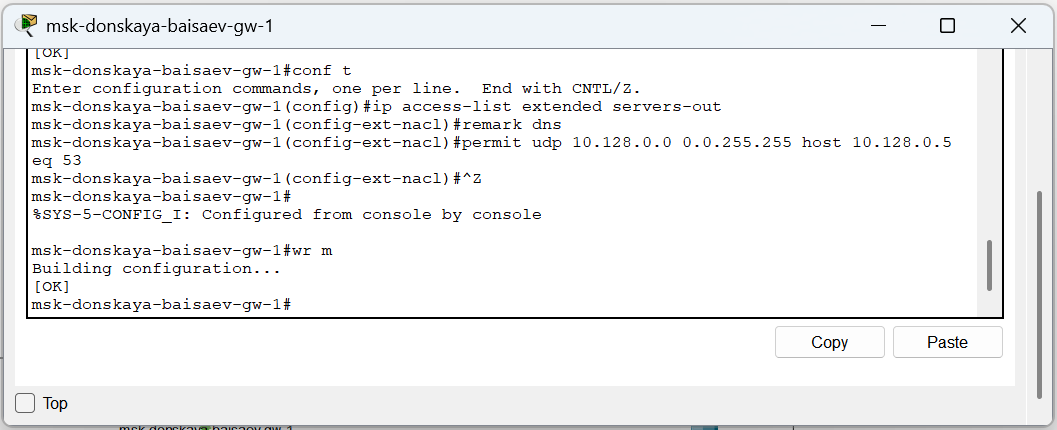 msk-donskaya-baisaev-gw-1
[OK]
msk-donskaya-baisaev-gw-1#conf t
Enter configuration commands, one per line.  End with CNTL/Z.
msk-donskaya-baisaev-gw-1(config)#ip access-list extended servers-out
msk-donskaya-baisaev-gw-1(config-ext-nacl)#remark dns
msk-donskaya-baisaev-gw-1(config-ext-nacl)#permit udp 10.128.0.0 0.0.255.255 host 10.128.0.5
eq 53
msk-donskaya-baisaev-gw-1(config-ext-nacl)#^Z
msk-donskaya-baisaev-gw-1#
%SYS-5-CONFIG_I: Configured from console by console
msk-donskaya-baisaev-gw-1#wr m
Building configuration...
[OK]
msk-donskaya-baisaev-gw-1#
Copy
Paste
Top
msk-donskaya-baisaev-gw-1